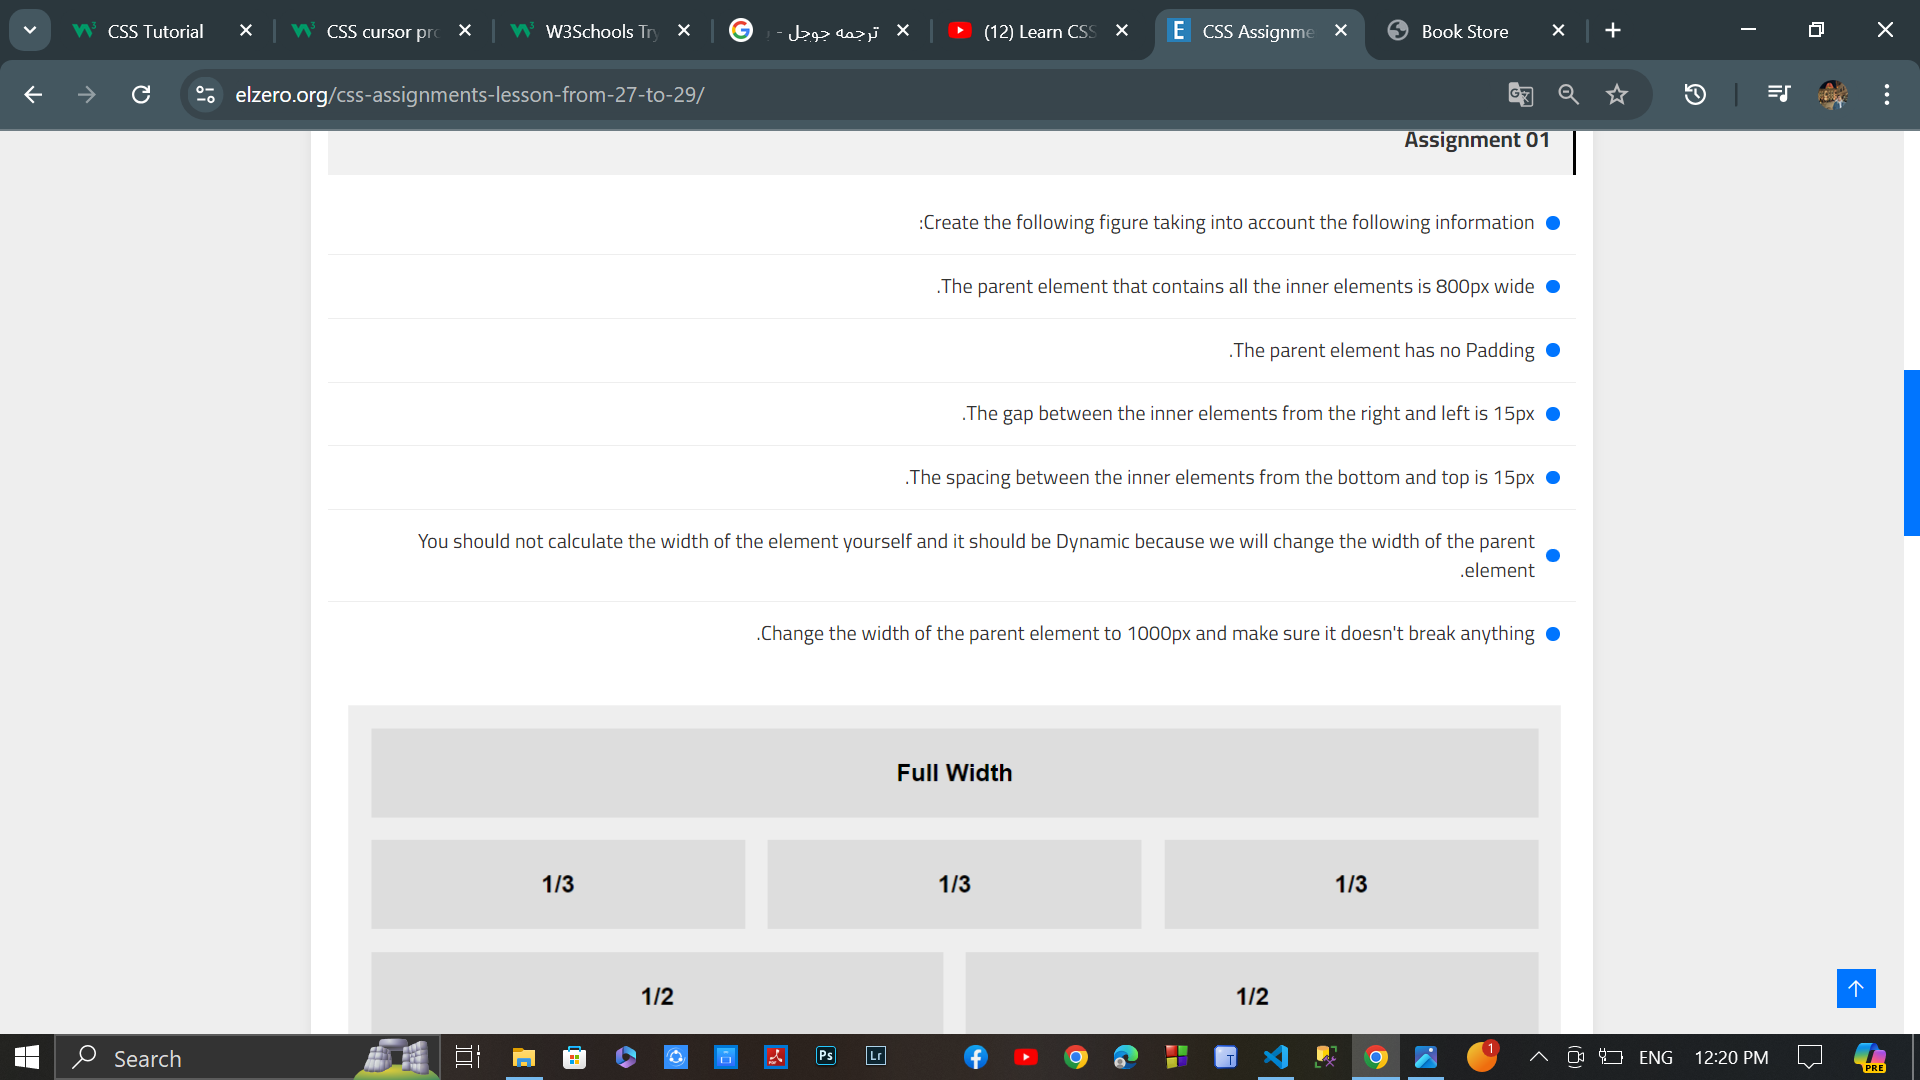 CSS Tutorial
CSS cursor pro
W3Schools Try
ترجمه جوجل -
(12) Learn CSS
CSS Assignme
Book Store
elzero.org/css-assignments-lesson-from-27-to-29/
Assignment 01
:Create the following figure taking into account the following information
.The parent element that contains all the inner elements is 800px wide
.The parent element has no Padding
.The gap between the inner elements from the right and left is 15px
.The spacing between the inner elements from the bottom and top is 15px
You should not calculate the width of the element yourself and it should be Dynamic because we will change the width of the parent
.element
.Change the width of the parent element to 1000px and make sure it doesn't break anything
Full Width
1/3 1/3 1/3
1/2 1/2
Search
Ps
Lr
T
1
ENG
12:20 PM
PRE